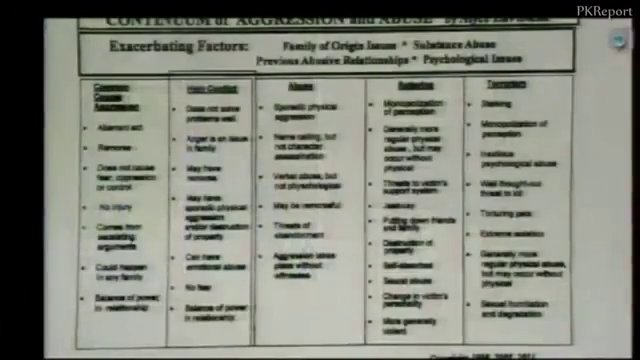 PKReport
CONTINUUM of AGGRESSION and ABUSE by
Exacerbating Factors:
Family of Origin Issues * Substance Abuse
Previous Abusive Relationships * Psychological Issues
Common
Couple
Aggression
Aberrant act
Remorse
Does not cause
fear, oppression
or control
No injury
Comes from
escalating
arguments
Could happen
in any family
Balance of power
in relationship
High Conflict
Does not solve
problems well
Anger is an issue
in family
May have
remorse
May have
sporadic physical
aggression
and/or destruction
of property
Can have
emotional abuse
No fear
Balance of power
in relationship
Abuse
Sporadic physical
aggression
Name calling, but
not character
assassination
Verbal abuse, but
not physiological
May be remorseful
Threats of
abandonment
Aggression takes
place without
witnesses
Battering
Monopolization
of perception
Generally more
regular physical
abuse, but may
occur without
physical
Threats to victim's
support system
Jealousy
Putting down friends
and family
Destruction of
property
Self-absorbed
Sexual abuse
Change in victim's
personality
More generally
violent
Terrorism
Stalking
Monopolization of
perception
Insidious
psychological abuse
Well thought-out
threat to kill
Torturing pets
Extreme isolation
Generally more
regular physical abuse,
but may occur without
physical
Sexual humiliation
and degradation